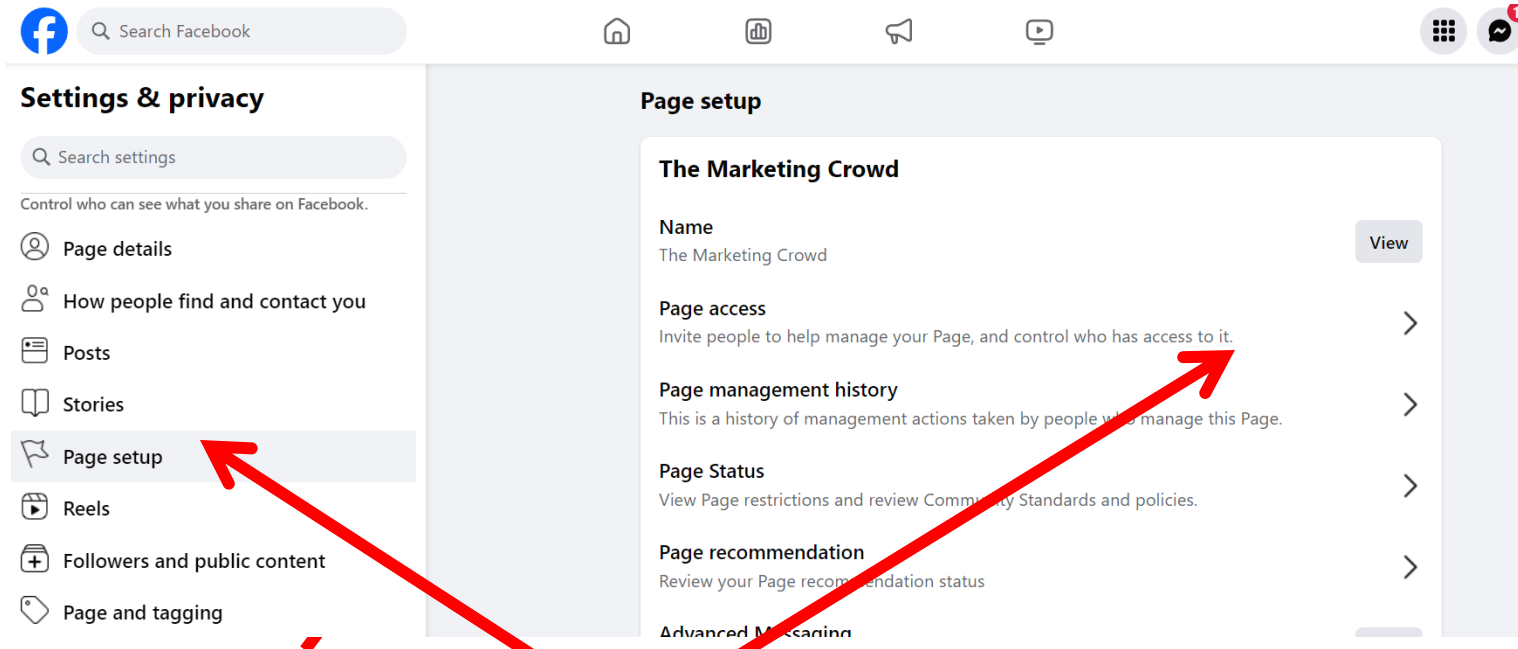 Search Facebook
Settings & privacy
Search settings
Control who can see what you share on Facebook.
Page details
How people find and contact you
Posts
Stories
Page setup
Reels
Followers and public content
Page and tagging
Page setup
The Marketing Crowd
Name
The Marketing Crowd
View
Page access
Invite people to help manage your Page, and control who has access to it.
Page management history
This is a history of management actions taken by people who manage this Page.
Page Status
View Page restrictions and review Community Standards and policies.
Page recommendation
Review your Page recommendation status
Advanced Messaging